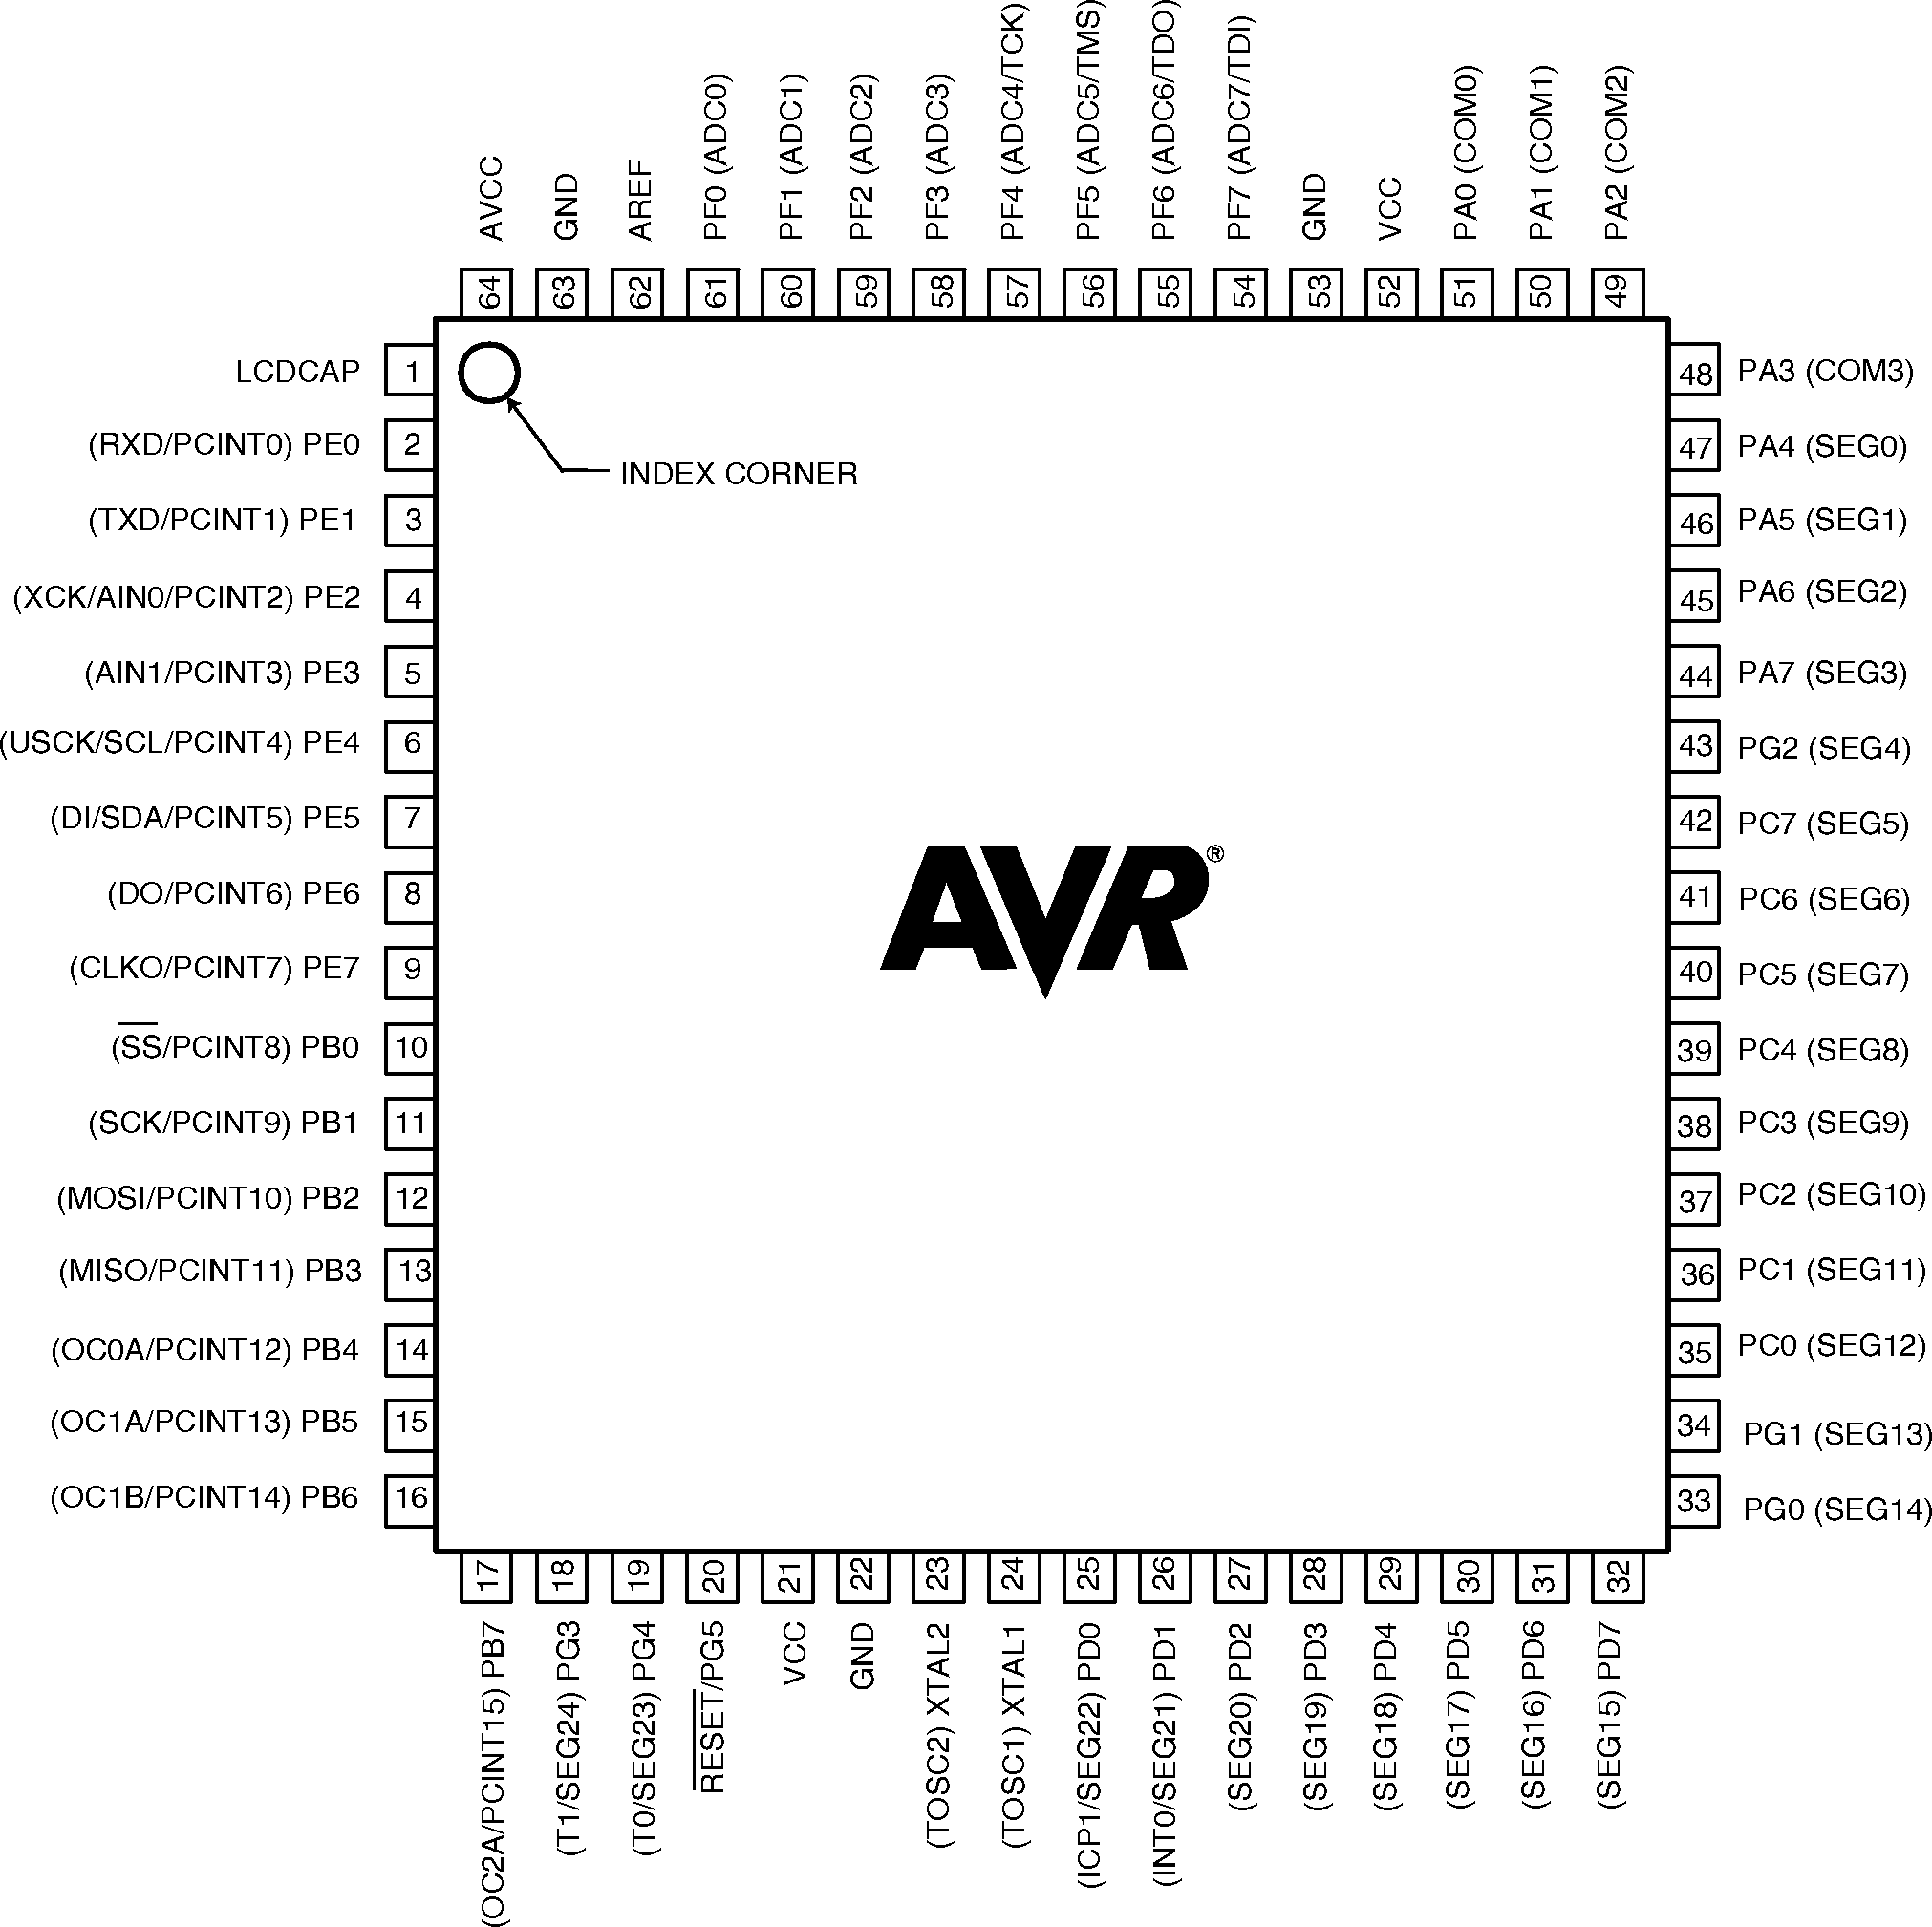 AVCC
GND
AREF
PF0 (ADC0)
PF1 (ADC1)
PF2 (ADC2)
PF3 (ADC3)
PF4 (ADC4/TCK)
PF5 (ADC5/TMS)
PF6 (ADC6/TDO)
PF7 (ADC7/TDI)
GND
VCC
PA0 (COM0)
PA1 (COM1)
PA2 (COM2)
64
63
62
61
60
59
58
57
56
55
54
53
52
51
50
49
LCDCAP 1
(RXD/PCINT0) PE0 2
(TXD/PCINT1) PE1 3
(XCK/AIN0/PCINT2) PE2 4
(AIN1/PCINT3) PE3 5
(USCK/SCL/PCINT4) PE4 6
(DI/SDA/PCINT5) PE5 7
(DO/PCINT6) PE6 8
(CLKO/PCINT7) PE7 9
(SS/PCINT8) PB0 10
(SCK/PCINT9) PB1 11
(MOSI/PCINT10) PB2 12
(MISO/PCINT11) PB3 13
(OC0A/PCINT12) PB4 14
(OC1A/PCINT13) PB5 15
(OC1B/PCINT14) PB6 16
INDEX CORNER
AVR®
48 PA3 (COM3)
47 PA4 (SEG0)
46 PA5 (SEG1)
45 PA6 (SEG2)
44 PA7 (SEG3)
43 PG2 (SEG4)
42 PC7 (SEG5)
41 PC6 (SEG6)
40 PC5 (SEG7)
39 PC4 (SEG8)
38 PC3 (SEG9)
37 PC2 (SEG10)
36 PC1 (SEG11)
35 PC0 (SEG12)
34 PG1 (SEG13)
33 PG0 (SEG14)
17
18
19
20
21
22
23
24
25
26
27
28
29
30
31
32
(OC2A/PCINT15) PB7
(T1/SEG24) PG3
(T0/SEG23) PG4
RESET/PG5
VCC
GND
(TOSC2) XTAL2
(TOSC1) XTAL1
(ICP1/SEG22) PD0
(INT0/SEG21) PD1
(SEG20) PD2
(SEG19) PD3
(SEG18) PD4
(SEG17) PD5
(SEG16) PD6
(SEG15) PD7